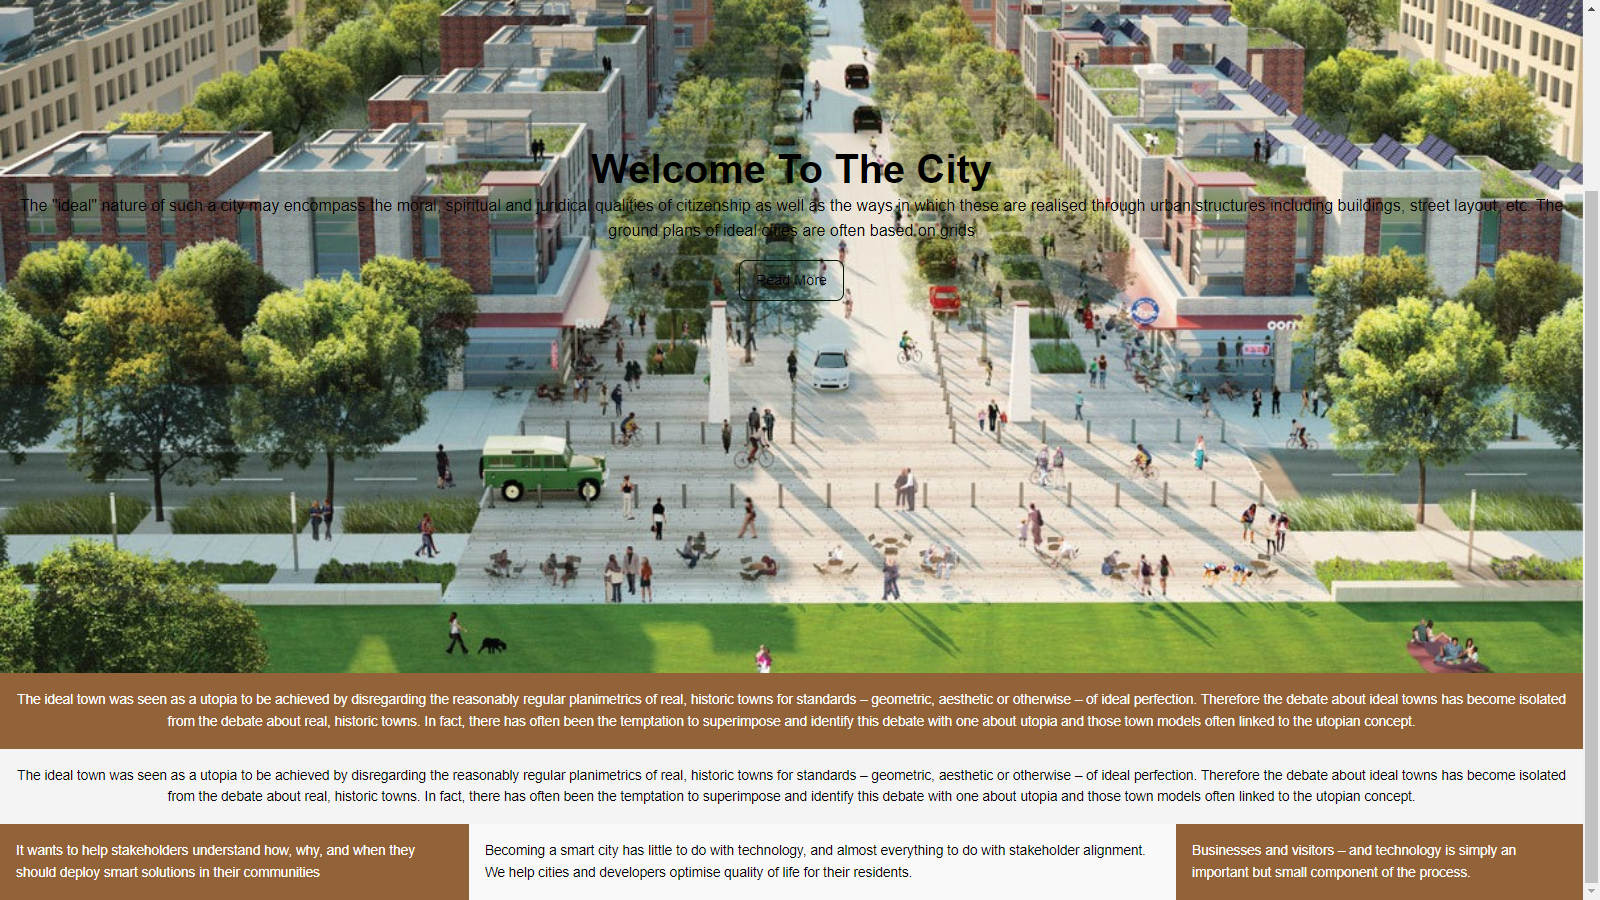 Welcome To The City
The "ideal" nature of such a city may encompass the moral, spiritual and juridical qualities of citizenship as well as the ways in which these are realised through urban structures including buildings, street layout, etc. The
ground plans of ideal cities are often based on grids
Read More
The ideal town was seen as a utopia to be achieved by disregarding the reasonably regular planimetrics of real, historic towns for standards – geometric, aesthetic or otherwise – of ideal perfection. Therefore the debate about ideal towns has become isolated
from the debate about real, historic towns. In fact, there has often been the temptation to superimpose and identify this debate with one about utopia and those town models often linked to the utopian concept.
The ideal town was seen as a utopia to be achieved by disregarding the reasonably regular planimetrics of real, historic towns for standards – geometric, aesthetic or otherwise – of ideal perfection. Therefore the debate about ideal towns has become isolated
from the debate about real, historic towns. In fact, there has often been the temptation to superimpose and identify this debate with one about utopia and those town models often linked to the utopian concept.
It wants to help stakeholders understand how, why, and when they
should deploy smart solutions in their communities
Becoming a smart city has little to do with technology, and almost everything to do with stakeholder alignment.
We help cities and developers optimise quality of life for their residents.
Businesses and visitors – and technology is simply an
important but small component of the process.